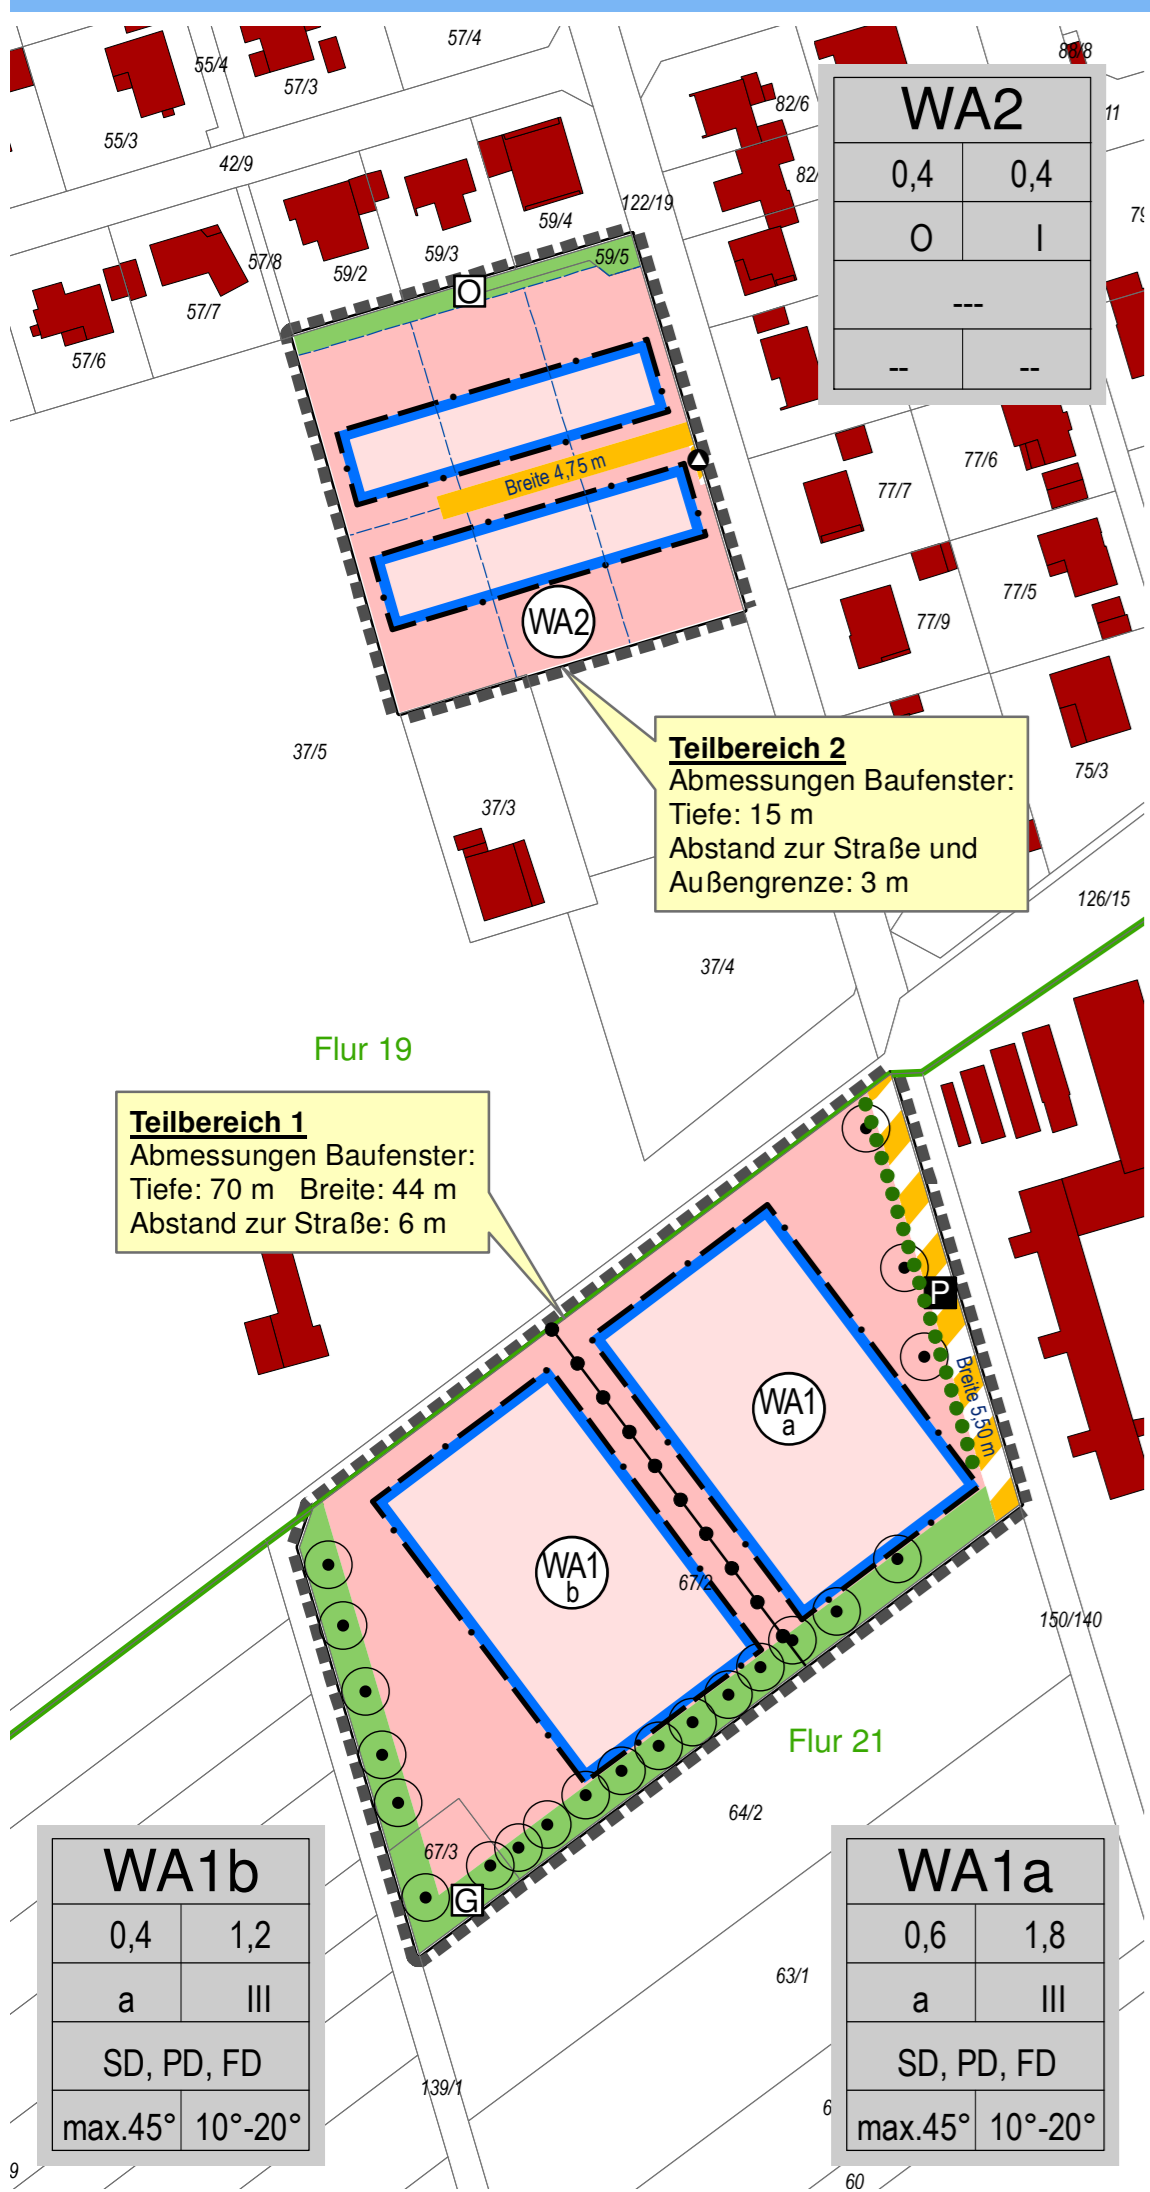 57/4
55/4
57/3
88/8
82/6
11
55/3
42/9
WA2
0,4 0,4
O I
---
-- --
82/
122/19
79
59/4
59/5
59/3
57/8
59/2
O
57/7
57/6
Breite 4,75 m
77/6
77/7
77/5
77/9
WA2
37/5
75/3
Teilbereich 2
Abmessungen Baufenster:
Tiefe: 15 m
Abstand zur Straße und
Außengrenze: 3 m
37/3
126/15
37/4
Flur 19
Teilbereich 1
Abmessungen Baufenster:
Tiefe: 70 m Breite: 44 m
Abstand zur Straße: 6 m
P
Breite 5,50 m
WA1
a
WA1
b
67/2
150/140
Flur 21
64/2
67/3
G
WA1b
0,4 1,2
a III
SD, PD, FD
max.45° 10°-20°
WA1a
0,6 1,8
a III
SD, PD, FD
max.45° 10°-20°
63/1
139/1
6
9
60